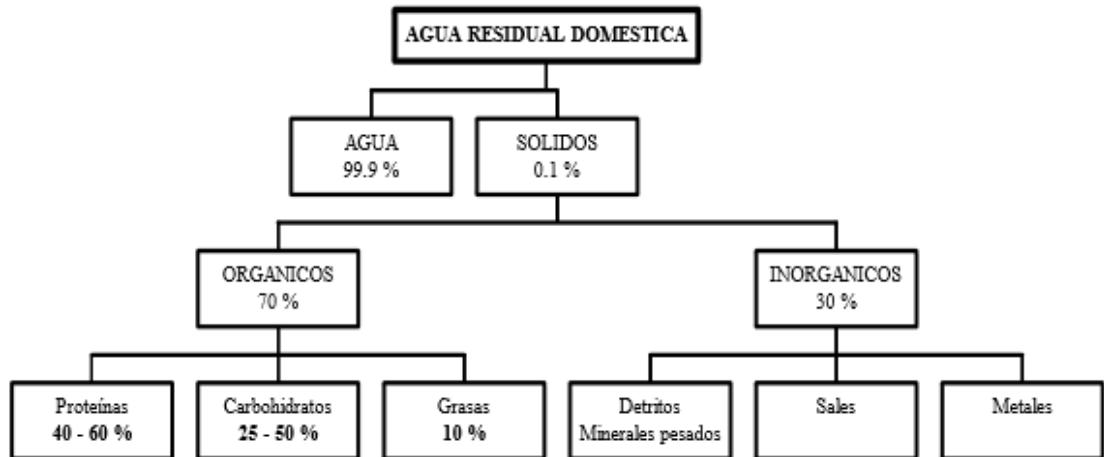 AGUA RESIDUAL DOMESTICA
AGUA
99.9 %
SOLIDOS
0.1 %
ORGANICOS
70 %
INORGANICOS
30 %
Proteínas
40 - 60 %
Carbohidratos
25 - 50 %
Grasas
10 %
Detritos
Minerales pesados
Sales
Metales